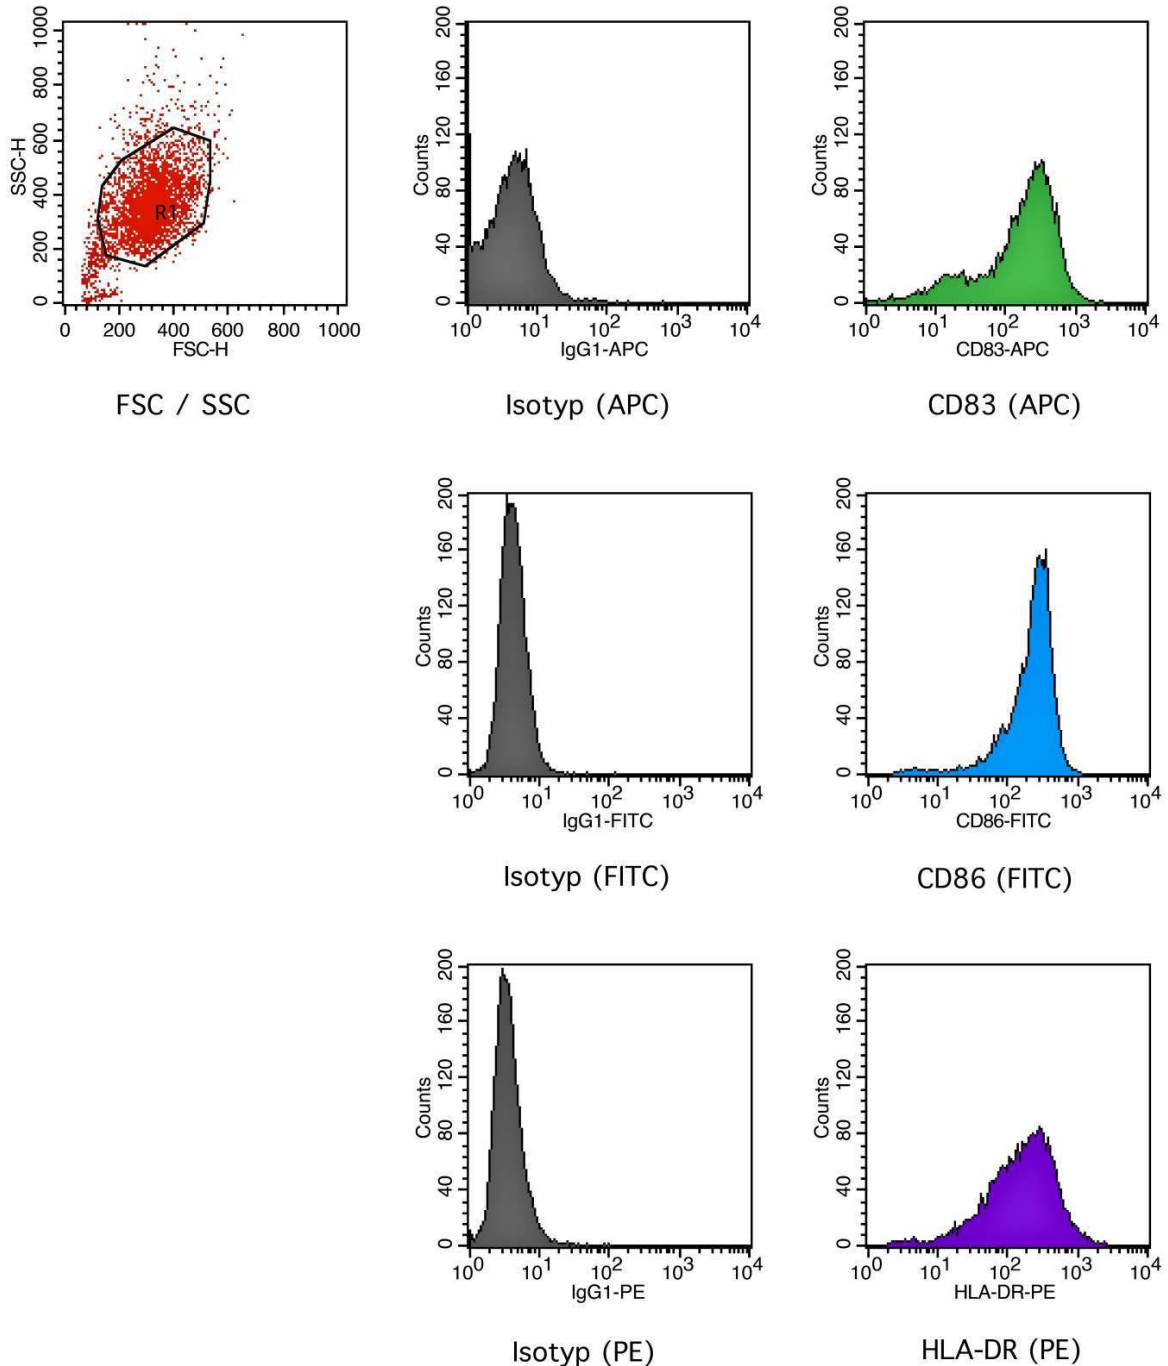 1000
800
600
400
200
0
SSC-H
R1
0 200 400 600 800 1000
FSC-H
FSC / SSC
200
160
120
80
40
0
Counts
10^0 10^1 10^2 10^3 10^4
IgG1-APC
Isotyp (APC)
200
160
120
80
40
0
Counts
10^0 10^1 10^2 10^3 10^4
CD83-APC
CD83 (APC)
200
160
120
80
40
0
Counts
10^0 10^1 10^2 10^3 10^4
IgG1-FITC
Isotyp (FITC)
200
160
120
80
40
0
Counts
10^0 10^1 10^2 10^3 10^4
CD86-FITC
CD86 (FITC)
200
160
120
80
40
0
Counts
10^0 10^1 10^2 10^3 10^4
IgG1-PE
Isotyp (PE)
200
160
120
80
40
0
Counts
10^0 10^1 10^2 10^3 10^4
HLA-DR-PE
HLA-DR (PE)